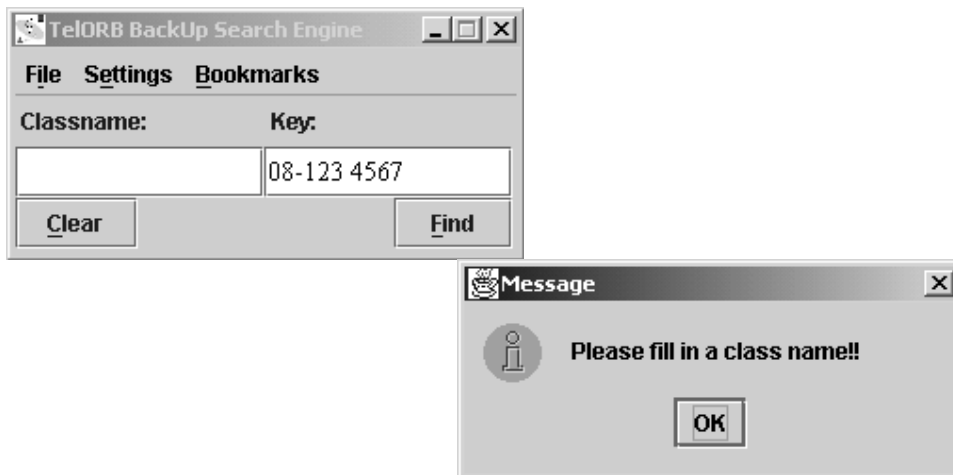 TelORB BackUp Search Engine
File Settings Bookmarks
Classname: Key:
08-123 4567
Clear Find
Message
Please fill in a class name!!
OK